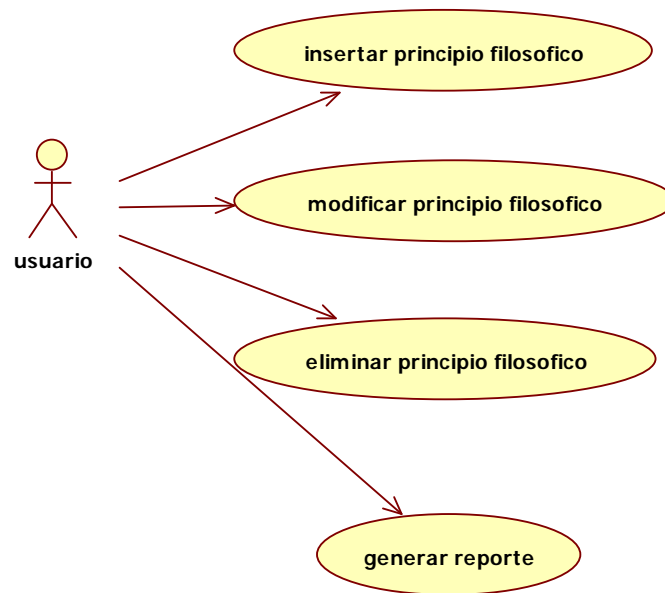 insertar principio filosofico
modificar principio filosofico
usuario
eliminar principio filosofico
generar reporte